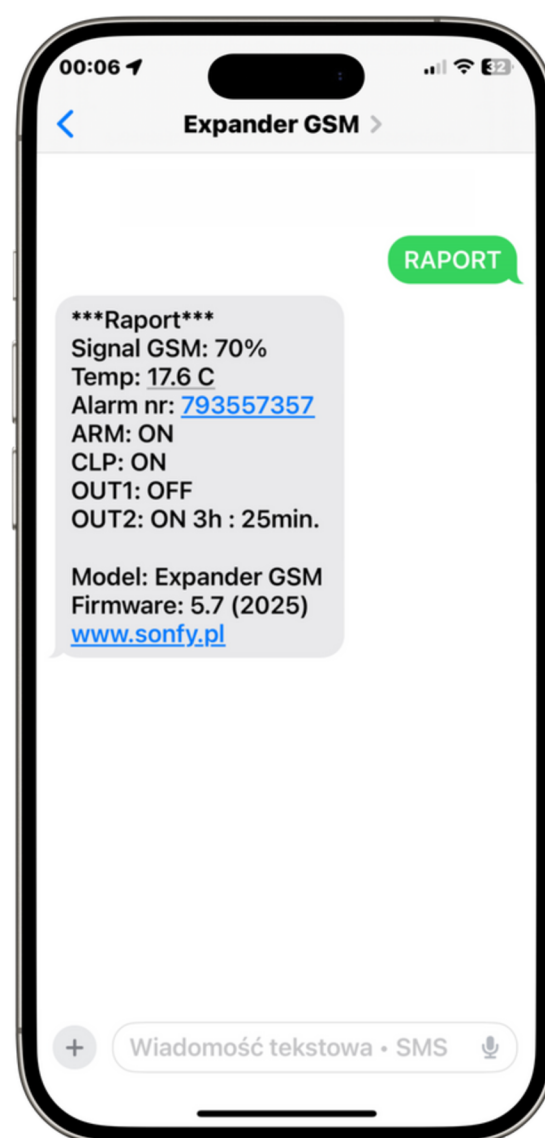 00:06
32
Expander GSM
RAPORT
***Raport***
Signal GSM: 70%
Temp: 17.6 C
Alarm nr: 793557357
ARM: ON
CLP: ON
OUT1: OFF
OUT2: ON 3h : 25min.
Model: Expander GSM
Firmware: 5.7 (2025)
www.sonfy.pl
Wiadomość tekstowa • SMS